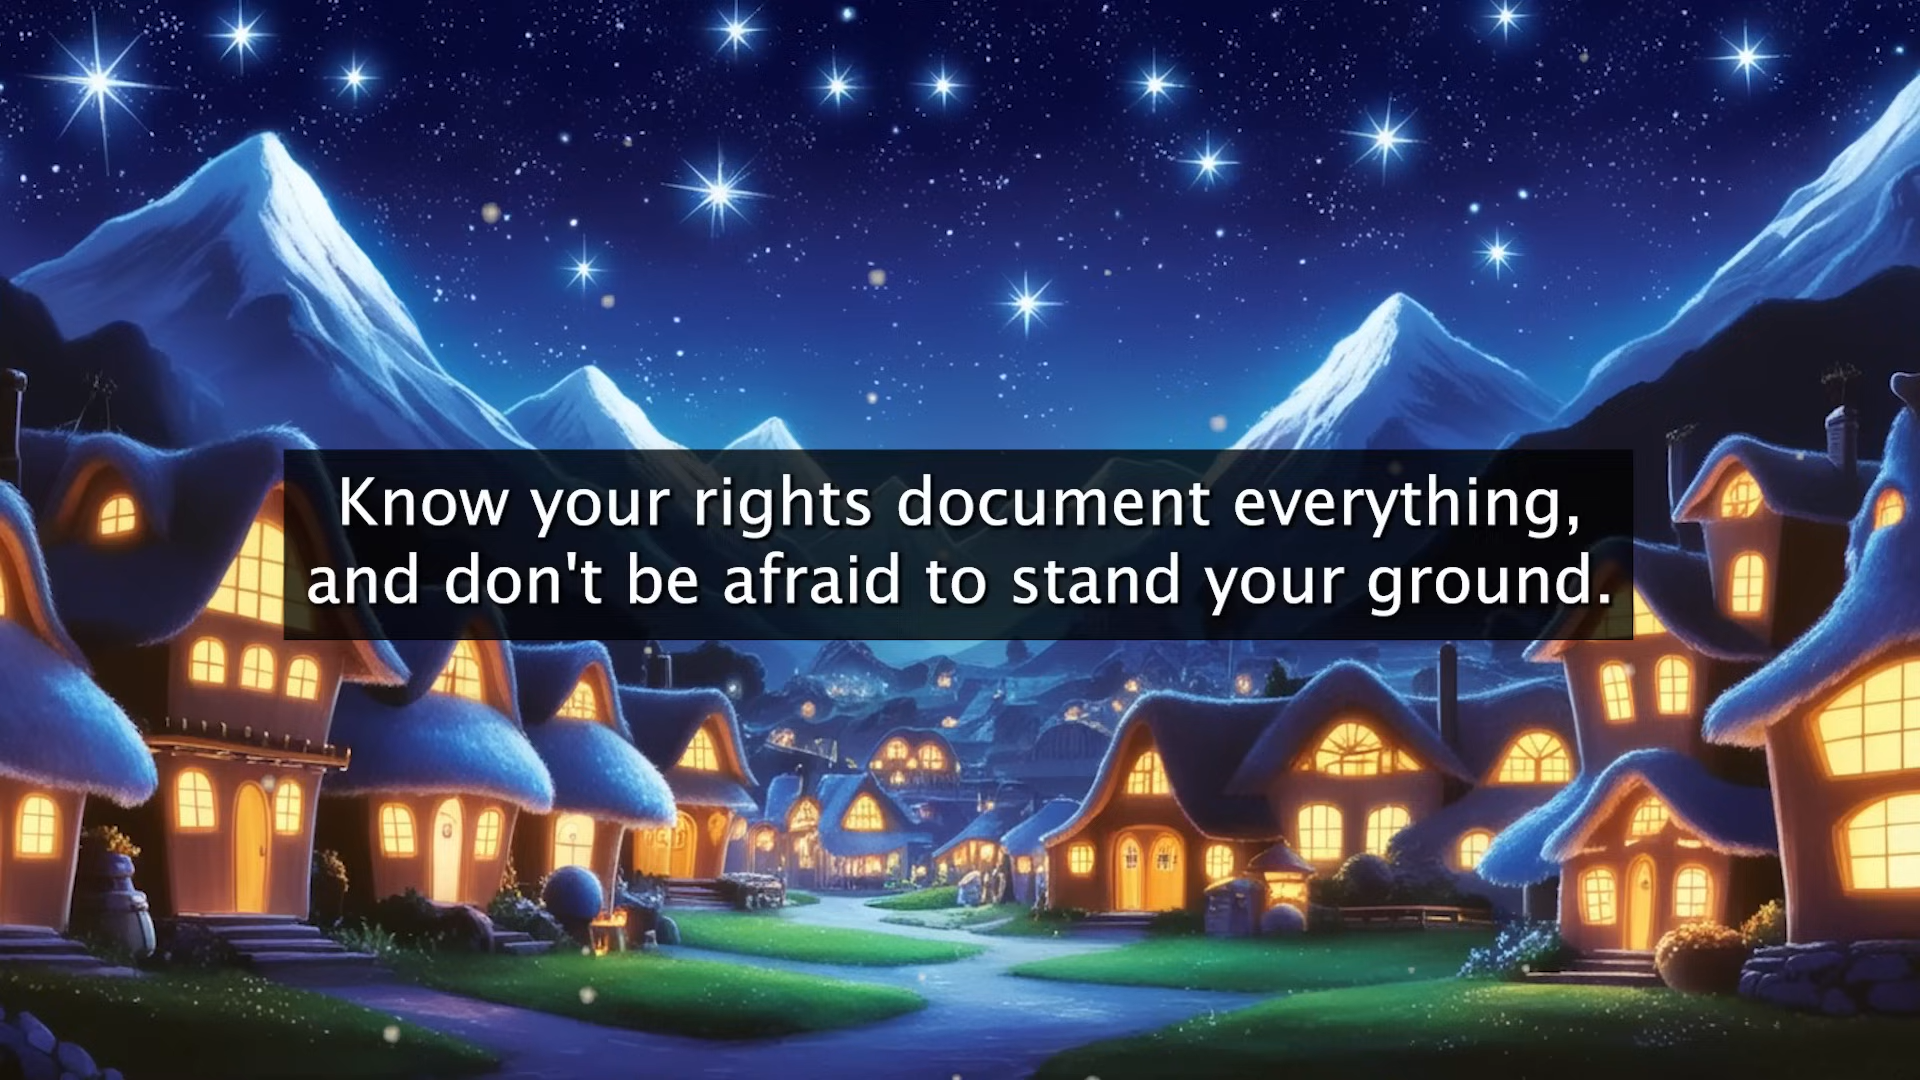 Know your rights document everything,
and don't be afraid to stand your ground.